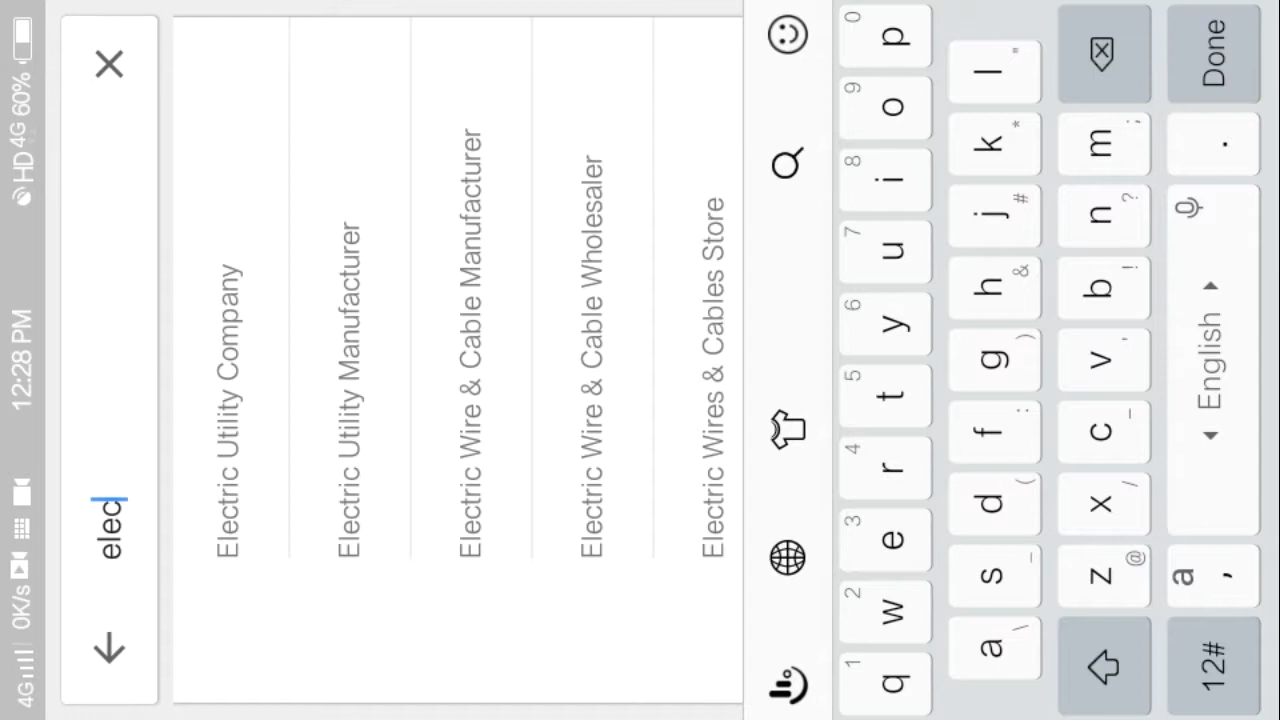 4G 0K/s 12:28 PM HD 4G 60%
elec
Electric Utility Company
Electric Utility Manufacturer
Electric Wire & Cable Manufacturer
Electric Wire & Cable Wholesaler
Electric Wires & Cables Store
1 2 3 4 5 6 7 8 9 0
q w e r t y u i o p
\ _ ( : ) & # * "
a s d f g h j k l
@ / _ ' ! ? ;
z x c v b n m
12# a , English . Done